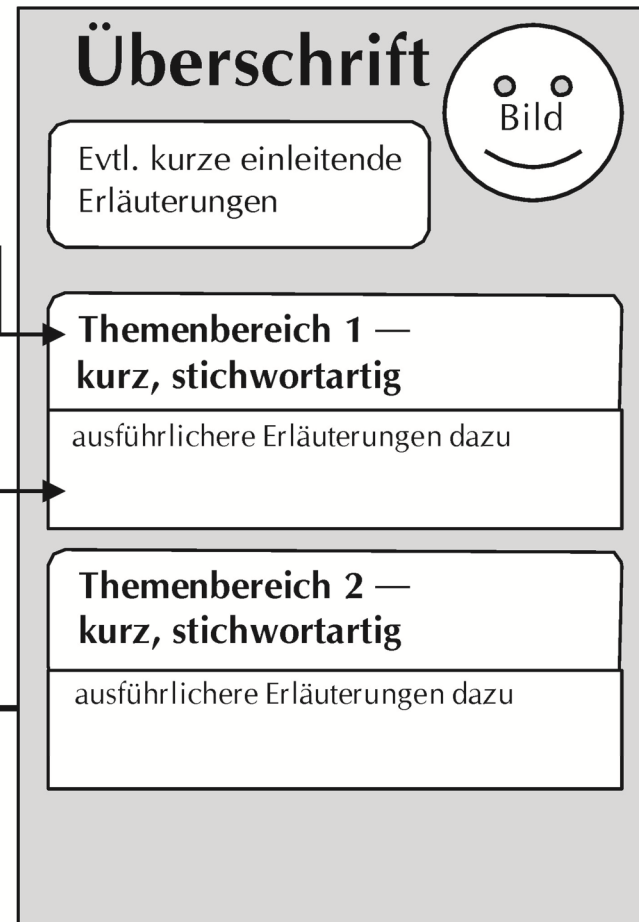 Überschrift
Bild
Evtl. kurze einleitende
Erläuterungen
Themenbereich 1 —
kurz, stichwortartig
ausführlichere Erläuterungen dazu
Themenbereich 2 —
kurz, stichwortartig
ausführlichere Erläuterungen dazu